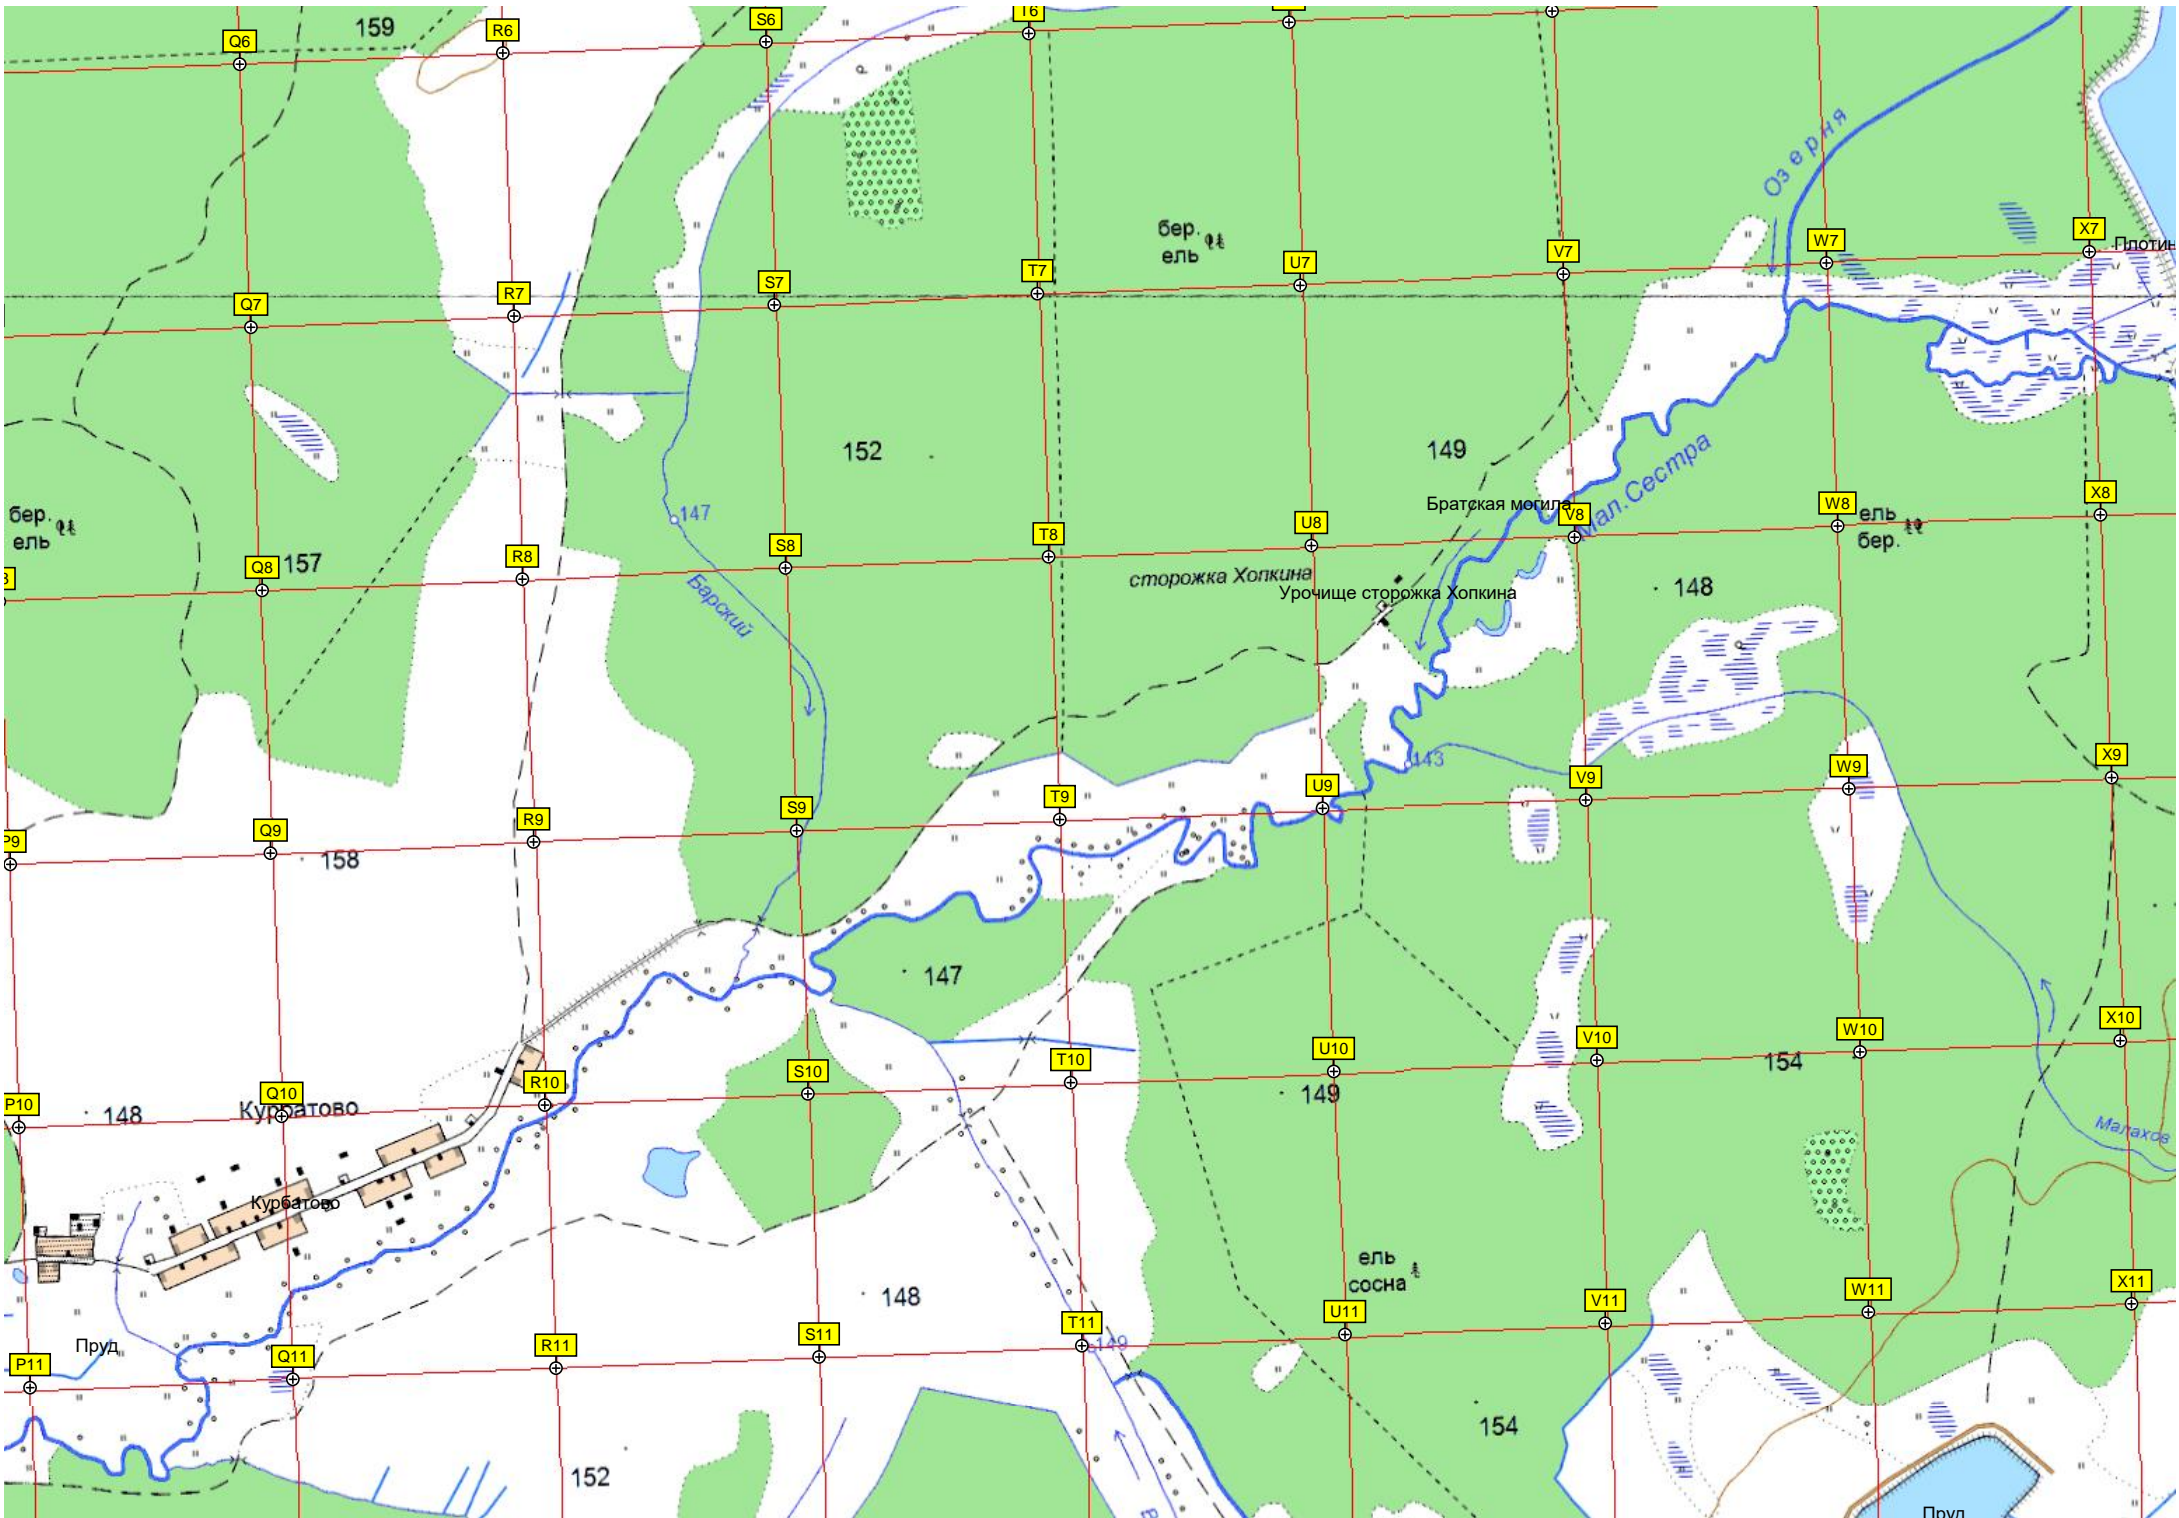 159
Q6
R6
S6
T6
Озерня
бер.
ель
Q7
R7
S7
T7
U7
V7
W7
X7
Плотин
152
149
147
Братская могила
Мал.Сестра
бер.
ель
157
Q8
R8
S8
T8
U8
V8
W8
X8
ель
бер.
Барский
сторожка Хопкина
Урочище сторожка Хопкина
148
143
P9
Q9
R9
S9
T9
U9
V9
W9
X9
158
147
P10
Q10
R10
S10
T10
U10
V10
W10
X10
148
Курбатово
149
154
Малахов
Курбатово
ель
сосна
148
Пруд
P11
Q11
R11
S11
T11
U11
V11
W11
X11
149
154
152
Пруд